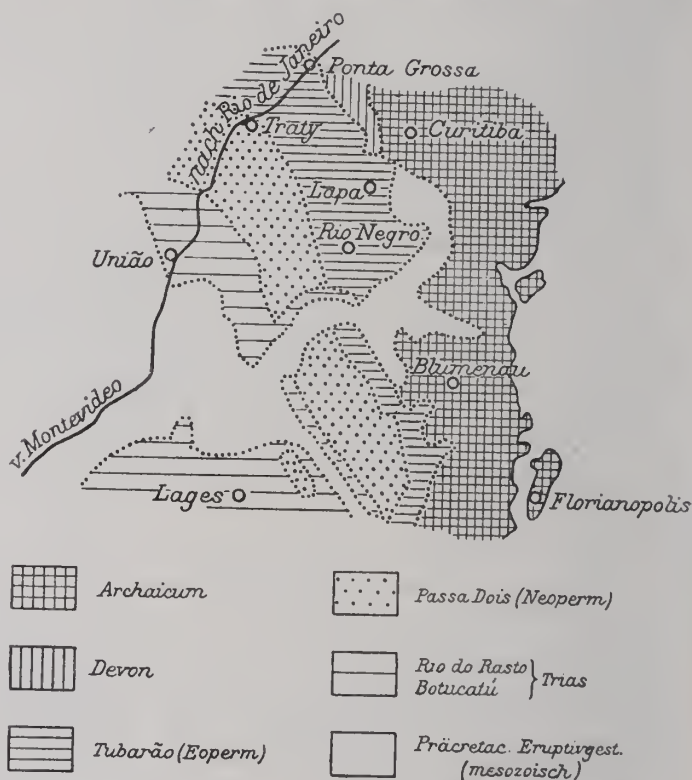 nach Rio de Janeiro
Ponta Grossa
Traty
Curitiba
Lapa
Rio Negro
União
Blumenau
v. Montevideo
Lages
Florianopolis
Archaicum
Passa Dois (Neoperm)
Devon
Rio do Rasto
Botucatú } Trias
Tubarão (Eoperm)
Präcretac. Eruptivgest.
(mesozoisch)